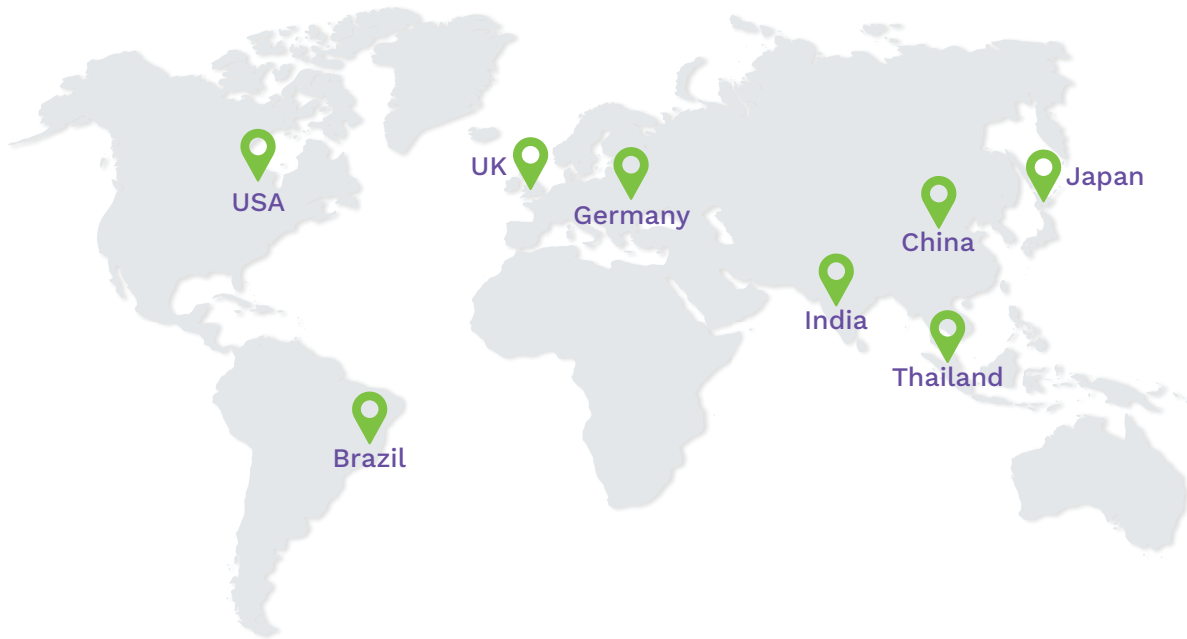 UK
Japan
USA
Germany
China
India
Thailand
Brazil